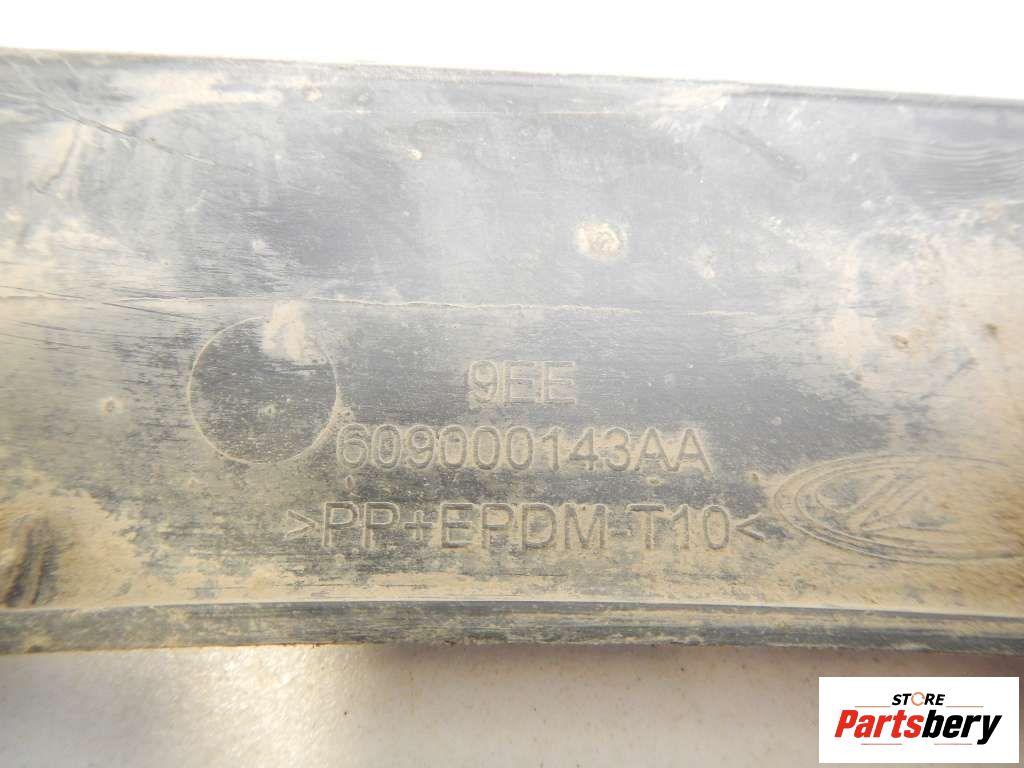 9EE
609000143AA
>PP+EPDM-T10<
STORE
Partsbery